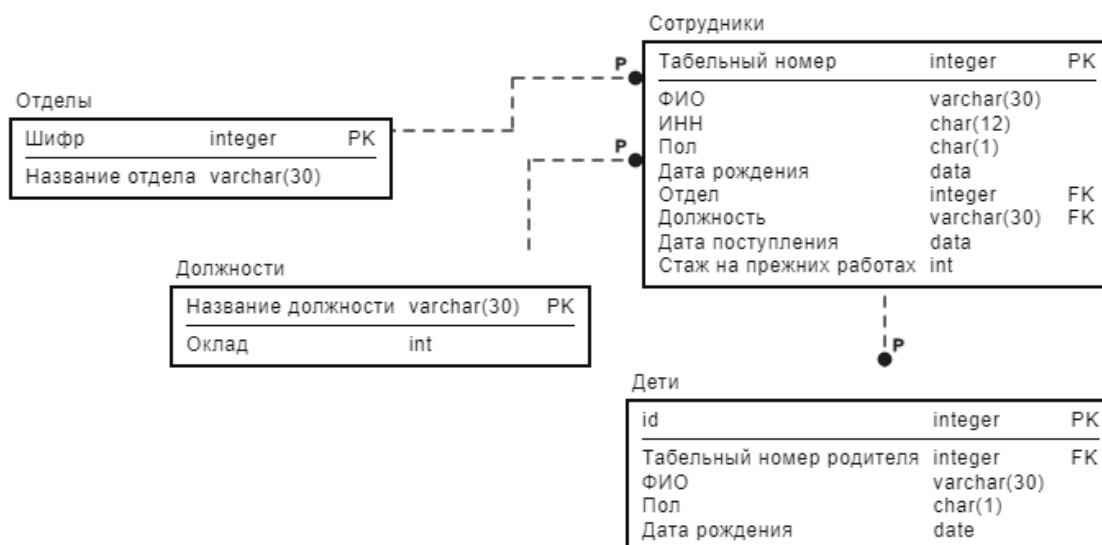 Сотрудники
P
Табельный номер integer PK
ФИО varchar(30)
ИНН char(12)
Пол char(1)
Дата рождения data
Отдел integer FK
Должность varchar(30) FK
Дата поступления data
Стаж на прежних работах int
P
Отделы
Шифр integer PK
Название отдела varchar(30)
Должности
Название должности varchar(30) PK
Оклад int
P
Дети
id integer PK
Табельный номер родителя integer FK
ФИО varchar(30)
Пол char(1)
Дата рождения date